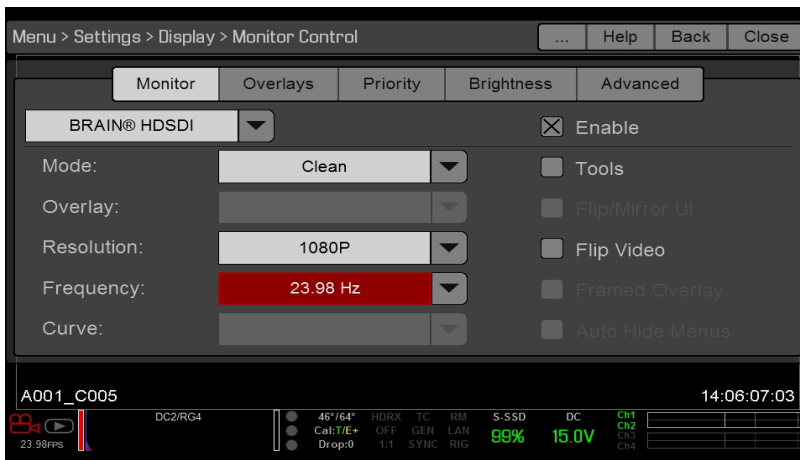 Menu > Settings > Display > Monitor Control ... Help Back Close
Monitor Overlays Priority Brightness Advanced
BRAIN® HDSDI Enable
Mode: Clean Tools
Overlay: Flip/Mirror UI
Resolution: 1080P Flip Video
Frequency: 23.98 Hz Framed Overlay
Curve: Auto Hide Menus
A001_C005 14:06:07:03
DC2/RG4 46°/64° HDRX TC RM S-SSD DC Ch1
Cal:T/E+ OFF GEN LAN 99% 15.0V Ch2
23.98FPS Drop:0 1:1 SYNC RIG Ch3
Ch4